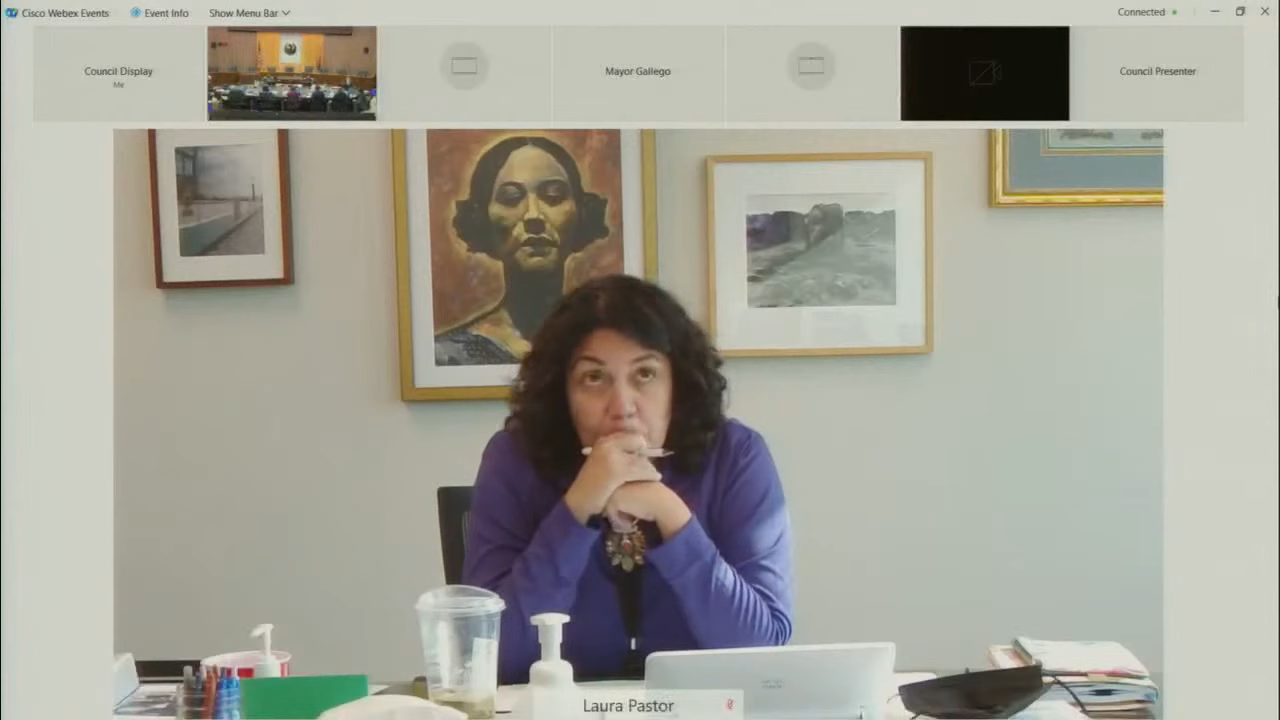 Cisco Webex Events
Event Info
Show Menu Bar
Connected
Council Display
Me
Mayor Gallego
Council Presenter
Laura Pastor